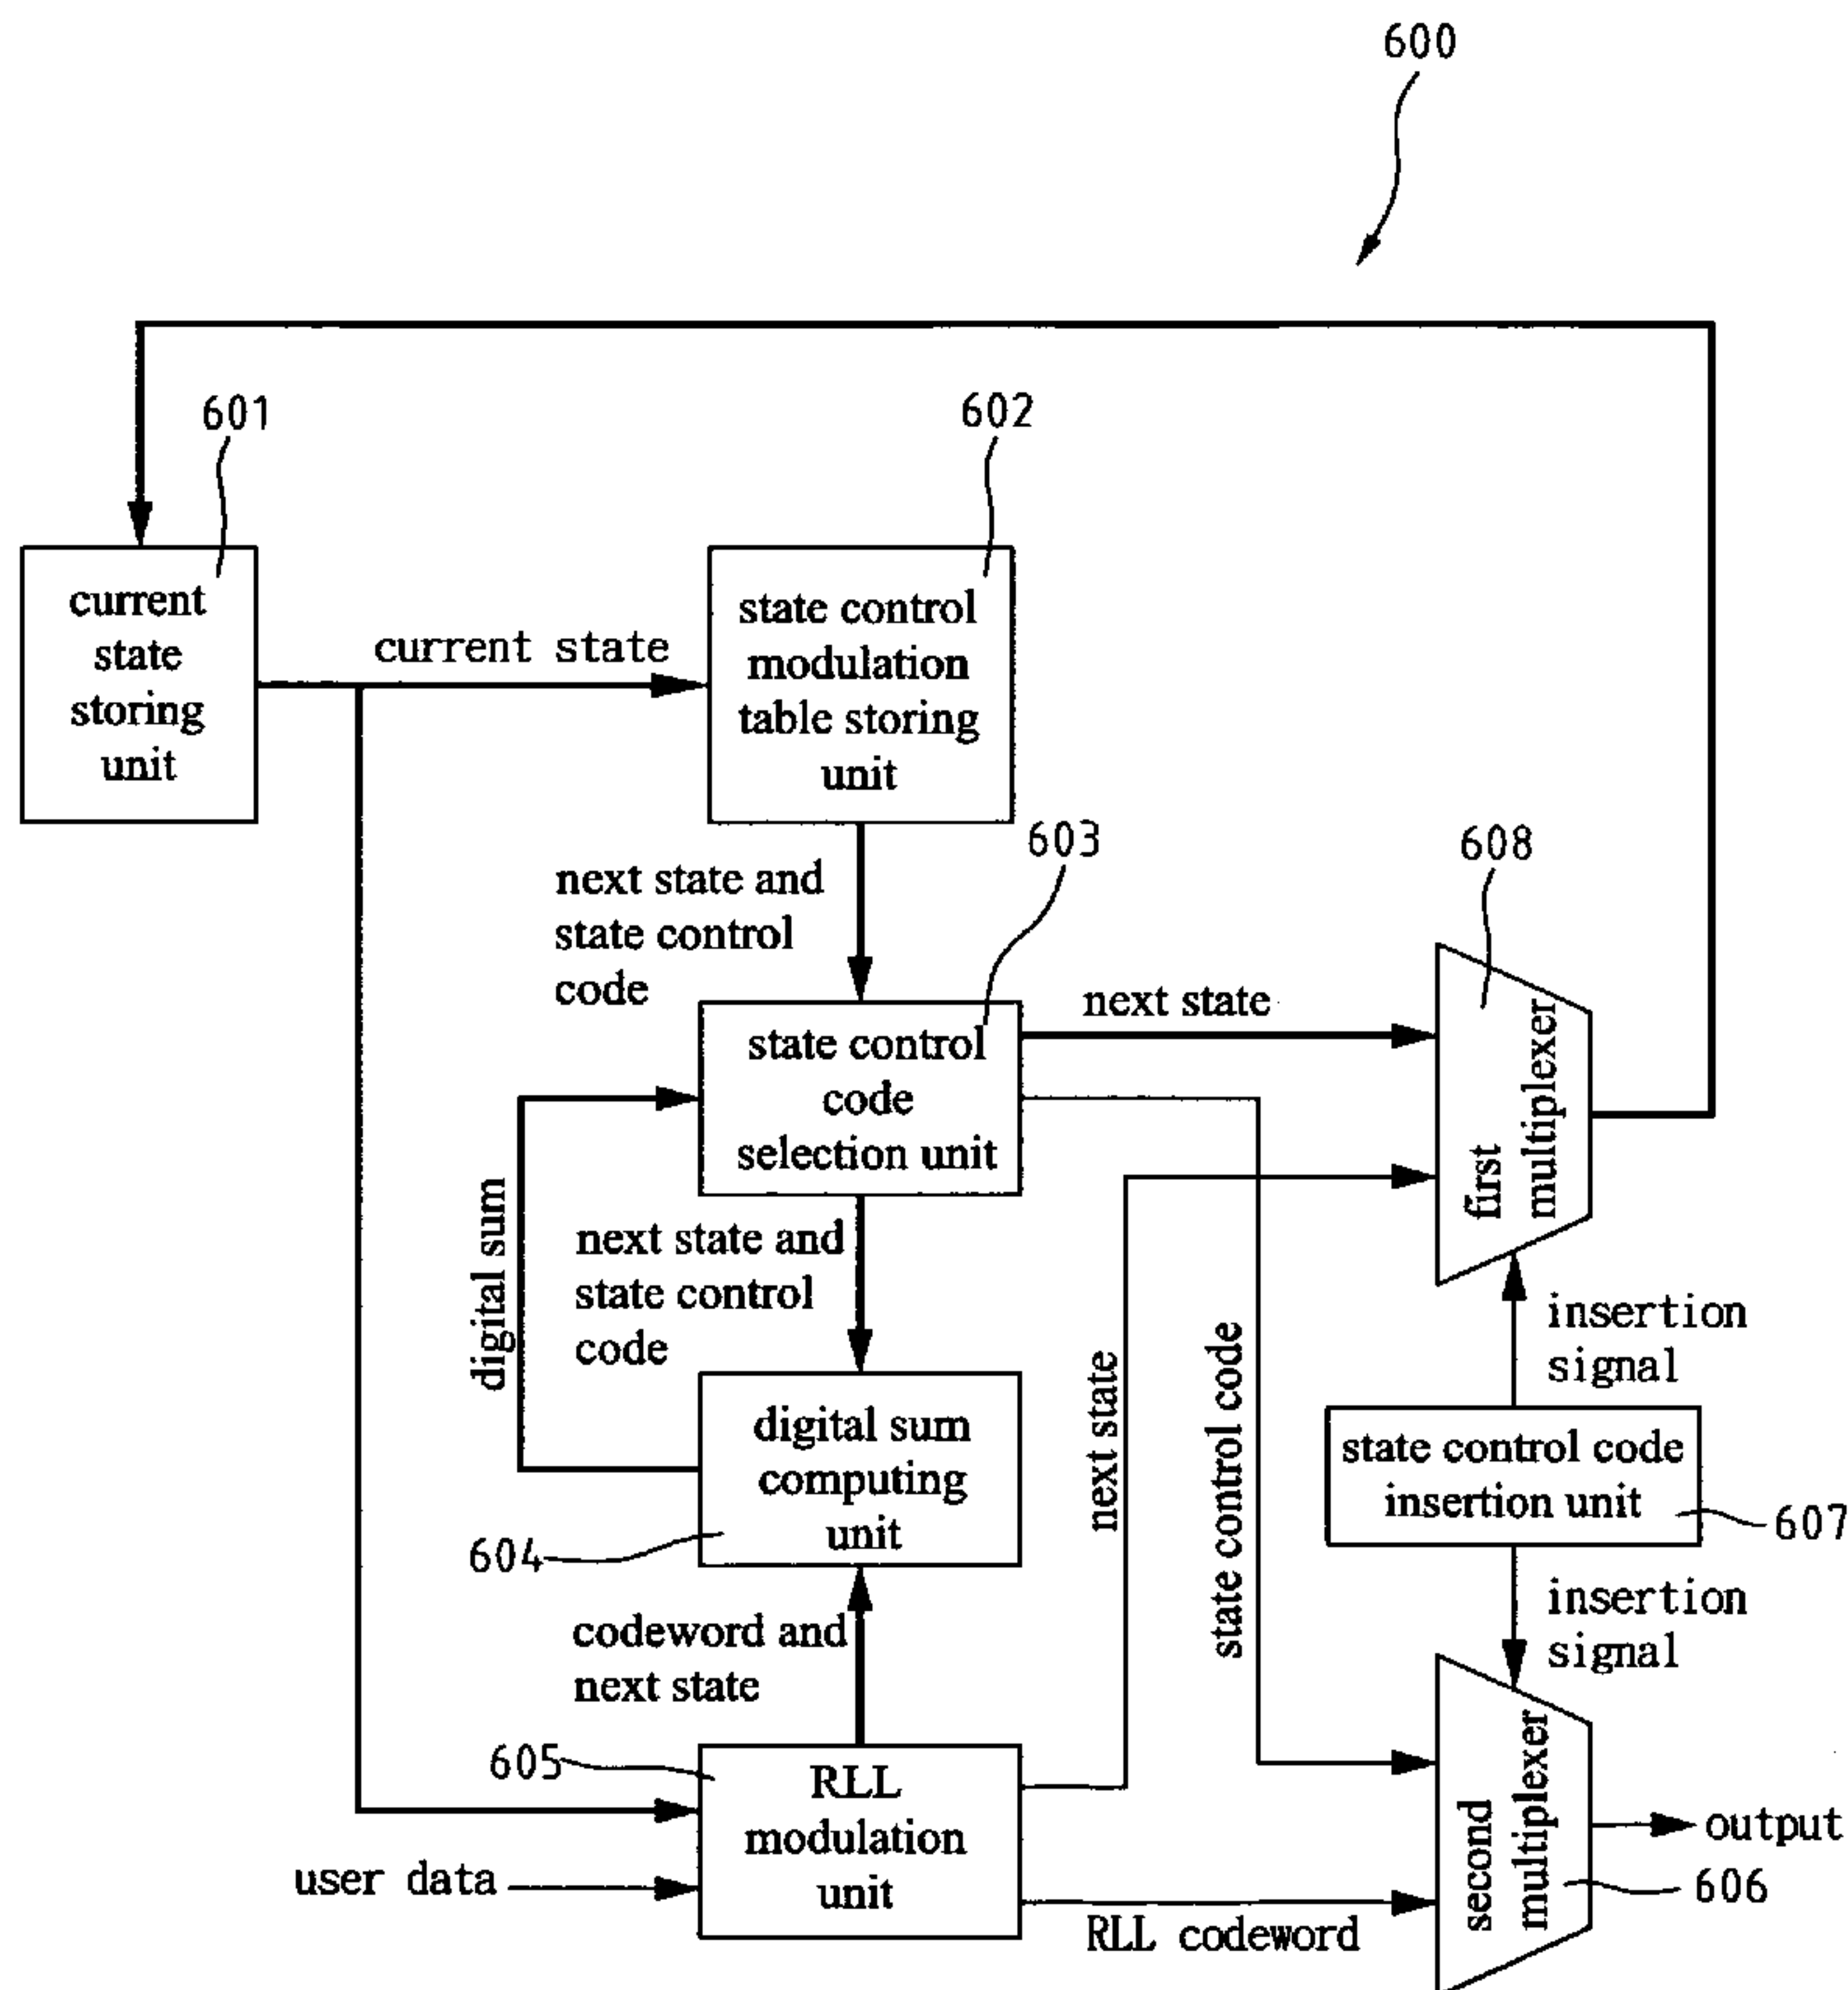 600
601
602
current
state
storing
unit
current state
state control
modulation
table storing
unit
603
608
next state and
state control
code
state control
code
selection unit
next state
first
multiplexer
digital sum
next state and
state control
code
insertion
signal
next state
state control code
digital sum
computing
unit
604
state control code
insertion unit
607
codeword and
next state
insertion
signal
605
RLL
modulation
unit
user data
RLL codeword
second
multiplexer
output
606